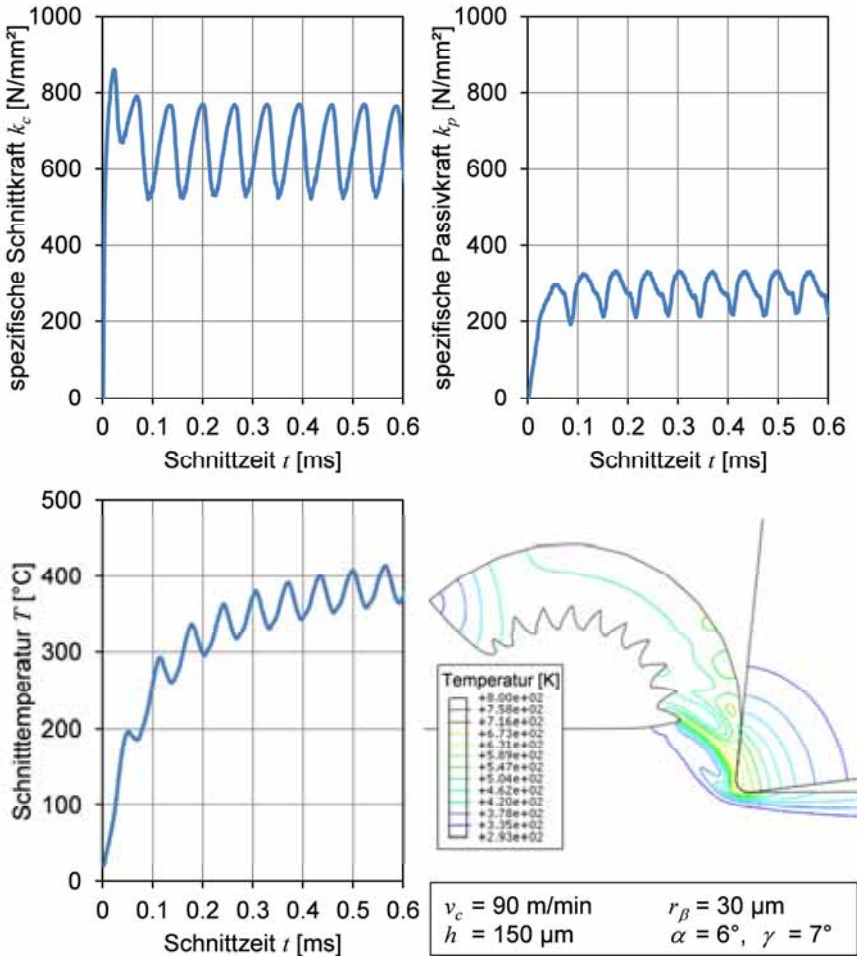 spezifische Schnittkraft k_c [N/mm²]
1000
800
600
400
200
0
0 0.1 0.2 0.3 0.4 0.5 0.6
Schnittzeit t [ms]
spezifische Passivkraft k_p [N/mm²]
1000
800
600
400
200
0
0 0.1 0.2 0.3 0.4 0.5 0.6
Schnittzeit t [ms]
Schnitttemperatur T [°C]
500
400
300
200
100
0
0 0.1 0.2 0.3 0.4 0.5 0.6
Schnittzeit t [ms]
Temperatur [K]
+8.00e+02
+7.58e+02
+7.16e+02
+6.73e+02
+6.31e+02
+5.89e+02
+5.47e+02
+5.04e+02
+4.62e+02
+4.20e+02
+3.78e+02
+3.35e+02
+2.93e+02
v_c = 90 m/min r_β = 30 µm
h = 150 µm α = 6°, γ = 7°